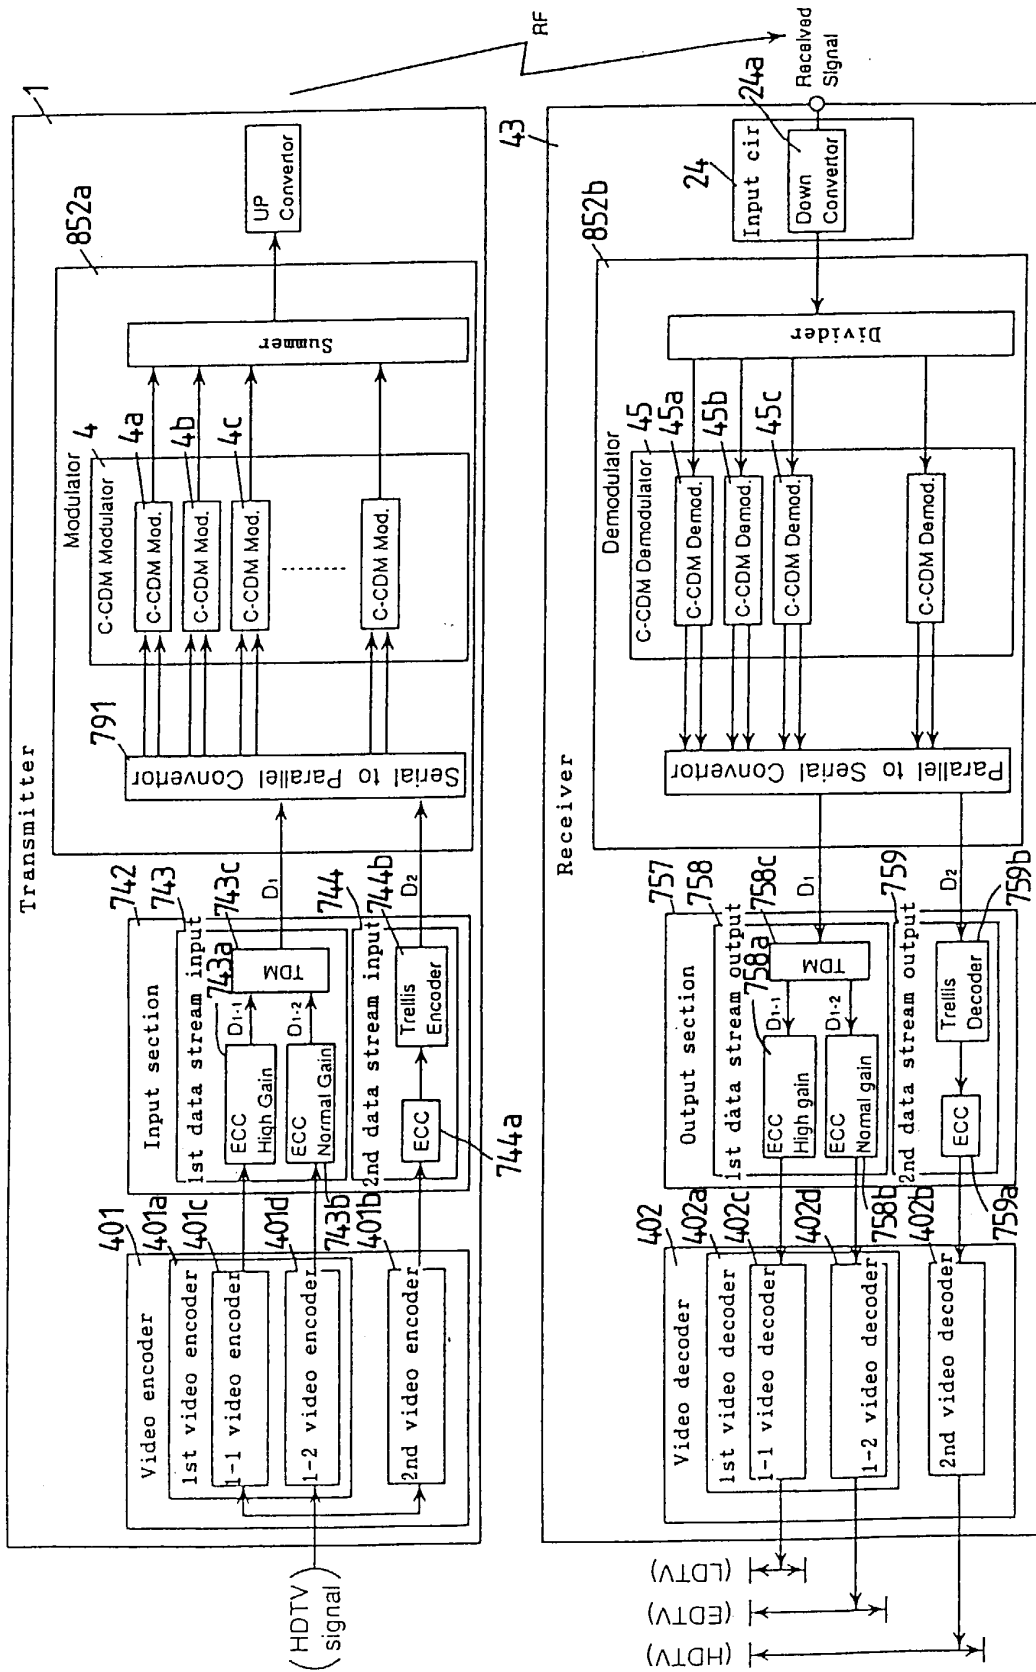 Transmitter
1
(HDTV)
signal
Video encoder
401
1st video encoder
401a
1-1 video encoder
401c
1-2 video encoder
401d
2nd video encoder
401b
Input section
742
1st data stream input
743
743a
ECC
High Gain
D1-1
743c
TDM
ECC
Normal Gain
743b
D1-2
2nd data stream input
744
ECC
744a
Trellis
Encoder
744b
D1
D2
Modulator
852a
Serial to Parallel Convertor
791
C-CDM Modulator
4
C-CDM Mod.
4a
C-CDM Mod.
4b
C-CDM Mod.
4c
C-CDM Mod.
Summer
UP
Convertor
RF
Receiver
43
Received
Signal
Input cir
24
Down
Convertor
24a
Demodulator
852b
Divider
C-CDM Demodulator
45
C-CDM Demod.
45a
C-CDM Demod.
45b
C-CDM Demod.
45c
C-CDM Demod.
Parallel to Serial Convertor
D1
D2
Output section
757
1st data stream output
758
758a
ECC
High gain
D1-1
758c
TDM
ECC
Nomal gain
758b
D1-2
2nd data stream output
759
ECC
759a
Trellis
Decoder
759b
Video decoder
402
1st video decoder
402a
1-1 video decoder
402c
1-2 video decoder
402d
2nd video decoder
402b
(LDTV)
(EDTV)
(HDTV)